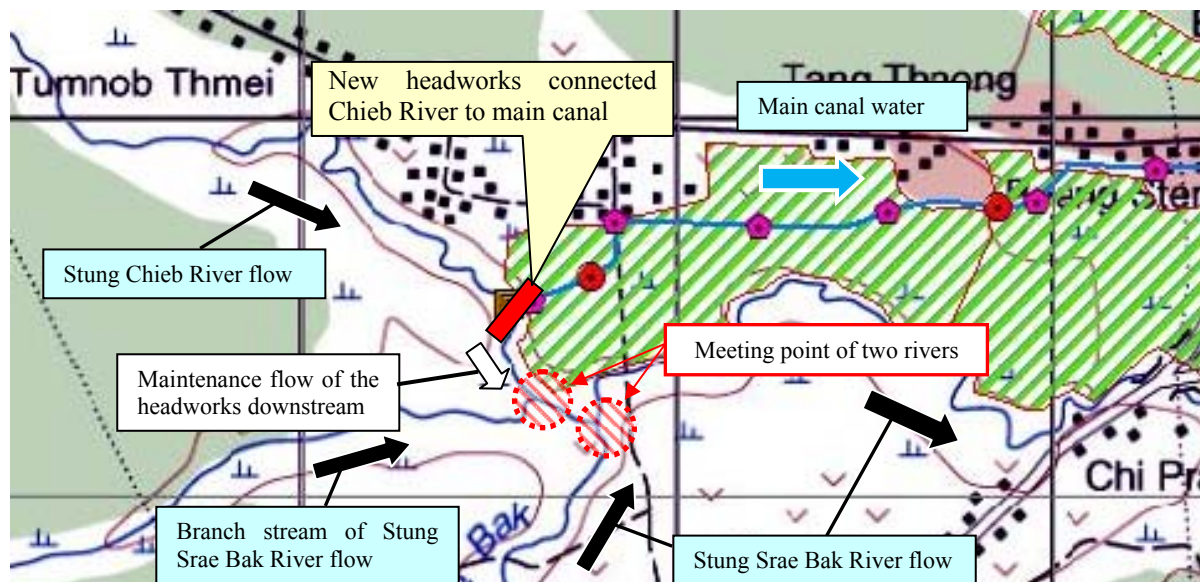 Tumnob Thmei
New headworks connected
Chieb River to main canal
Tang Thnong
Main canal water
Stung Chieb River flow
Meeting point of two rivers
Maintenance flow of the
headworks downstream
Chi Pra
Branch stream of Stung
Srae Bak River flow
Bak
Stung Srae Bak River flow